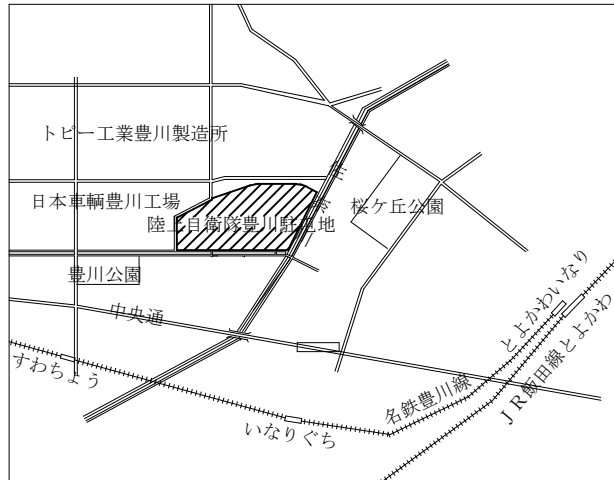 トピー工業豊川製造所
日本車輌豊川工場
陸上自衛隊豊川駐屯地
桜ケ丘公園
豊川公園
中央通
すわちょう
いなりぐち
名鉄豊川線
とよかわいなり
JR飯田線とよかわ